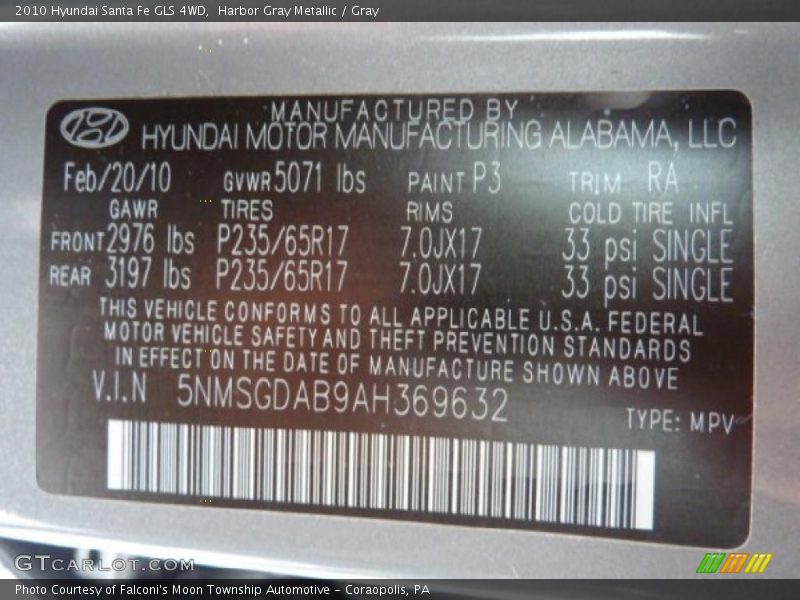 2010 Hyundai Santa Fe GLS 4WD, Harbor Gray Metallic / Gray
MANUFACTURED BY
HYUNDAI MOTOR MANUFACTURING ALABAMA, LLC
Feb/20/10 GVWR 5071 lbs PAINT P3 TRIM RA
GAWR TIRES RIMS COLD TIRE INFL
FRONT 2976 lbs P235/65R17 7.0JX17 33 psi SINGLE
REAR 3197 lbs P235/65R17 7.0JX17 33 psi SINGLE
THIS VEHICLE CONFORMS TO ALL APPLICABLE U.S.A. FEDERAL
MOTOR VEHICLE SAFETY AND THEFT PREVENTION STANDARDS
IN EFFECT ON THE DATE OF MANUFACTURE SHOWN ABOVE
V.I.N 5NMSGDAB9AH369632
TYPE: MPV
GTCARLOT.COM
Photo Courtesy of Falconi's Moon Township Automotive - Coraopolis, PA